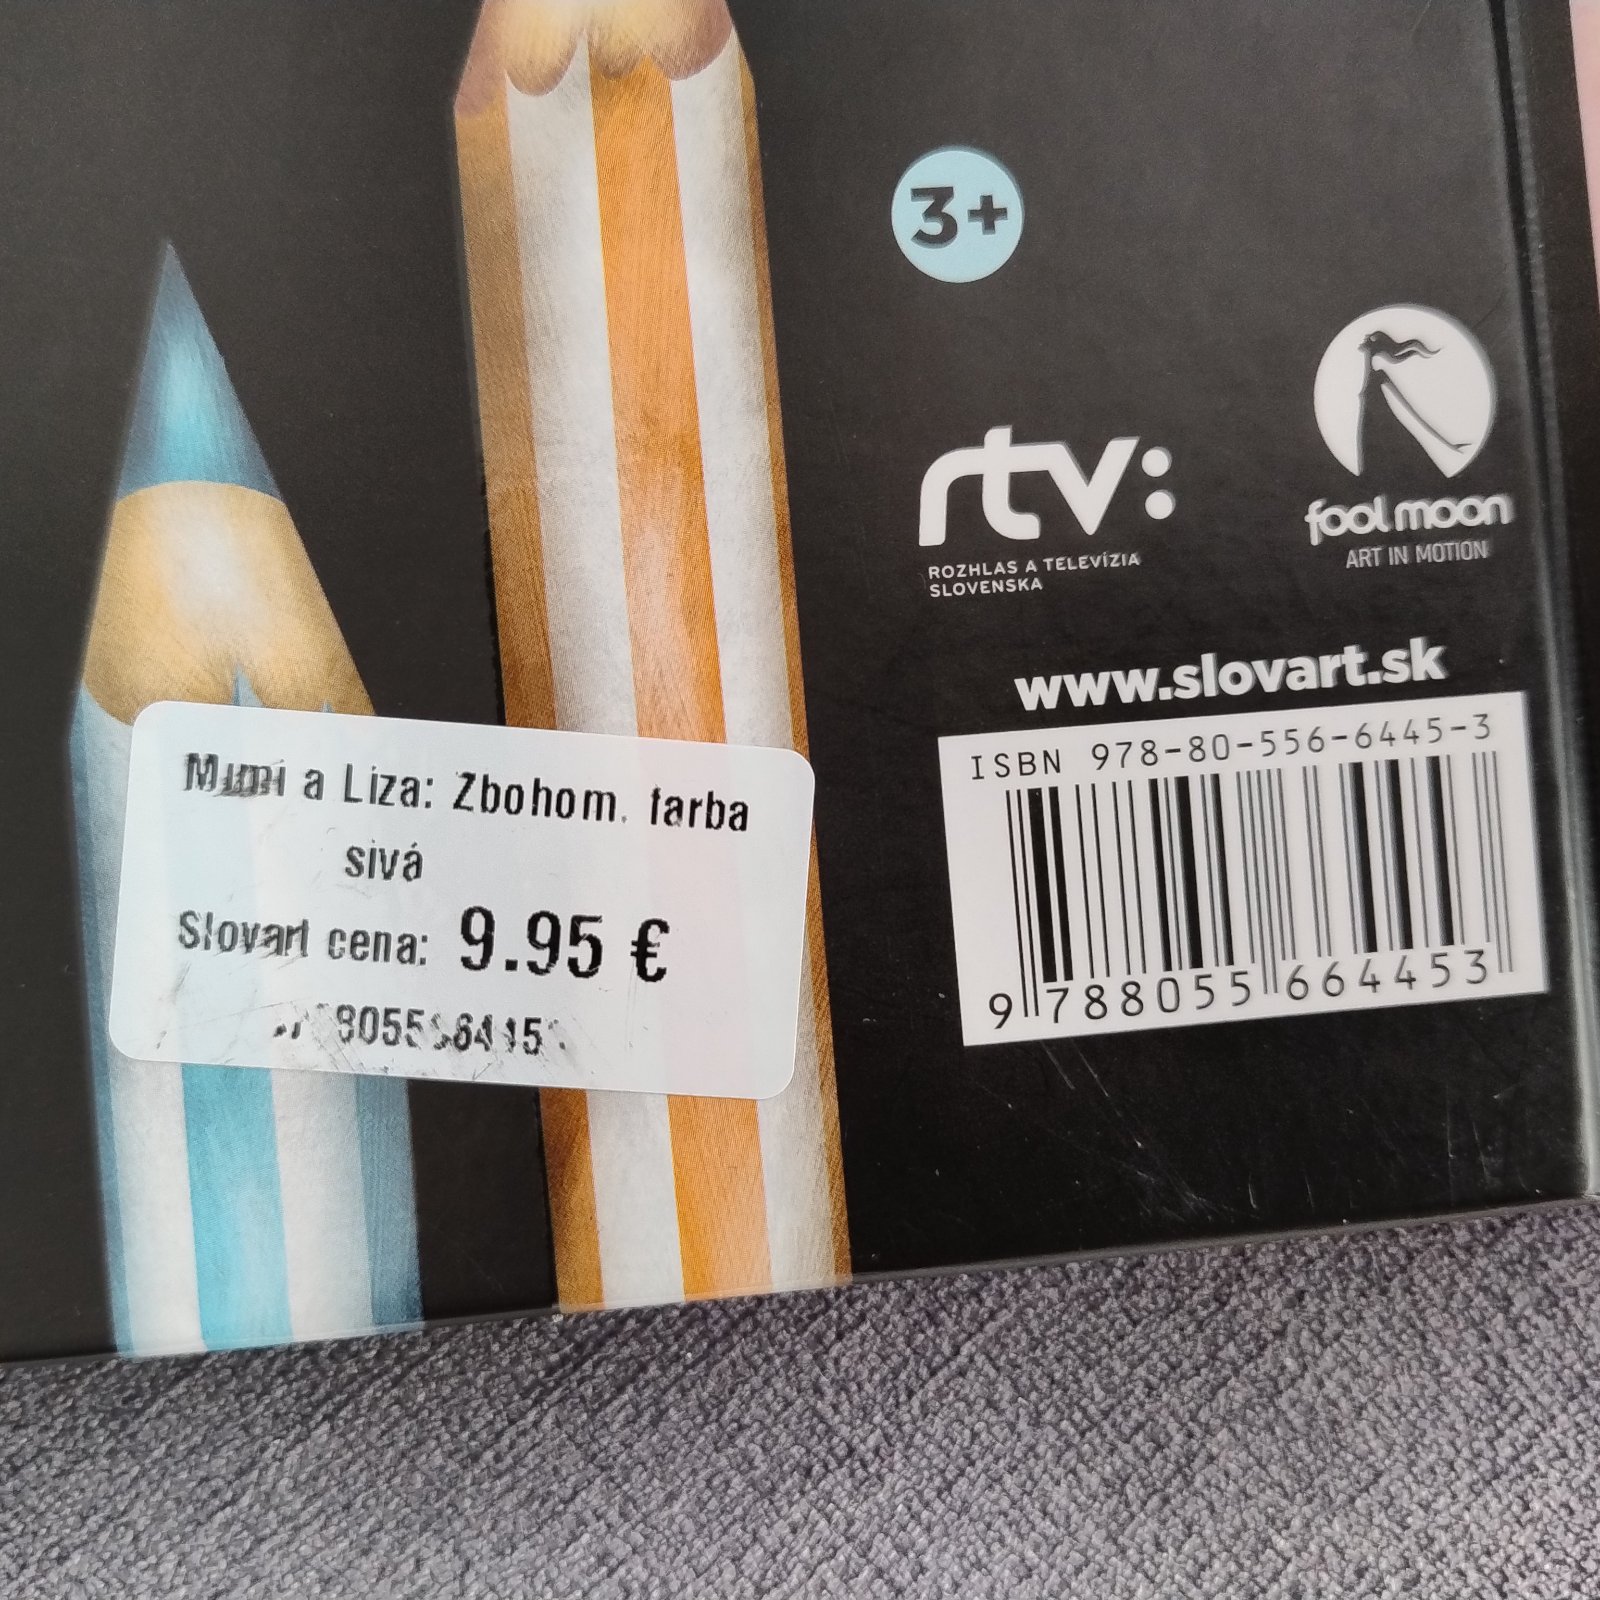 3+
rtv:
ROZHLAS A TELEVÍZIA
SLOVENSKA
fool moon
ART IN MOTION
www.slovart.sk
ISBN 978-80-556-6445-3
9 788055 664453
Mimi a Líza: Zbohom, farba
sivá
Slovart cena: 9.95 €